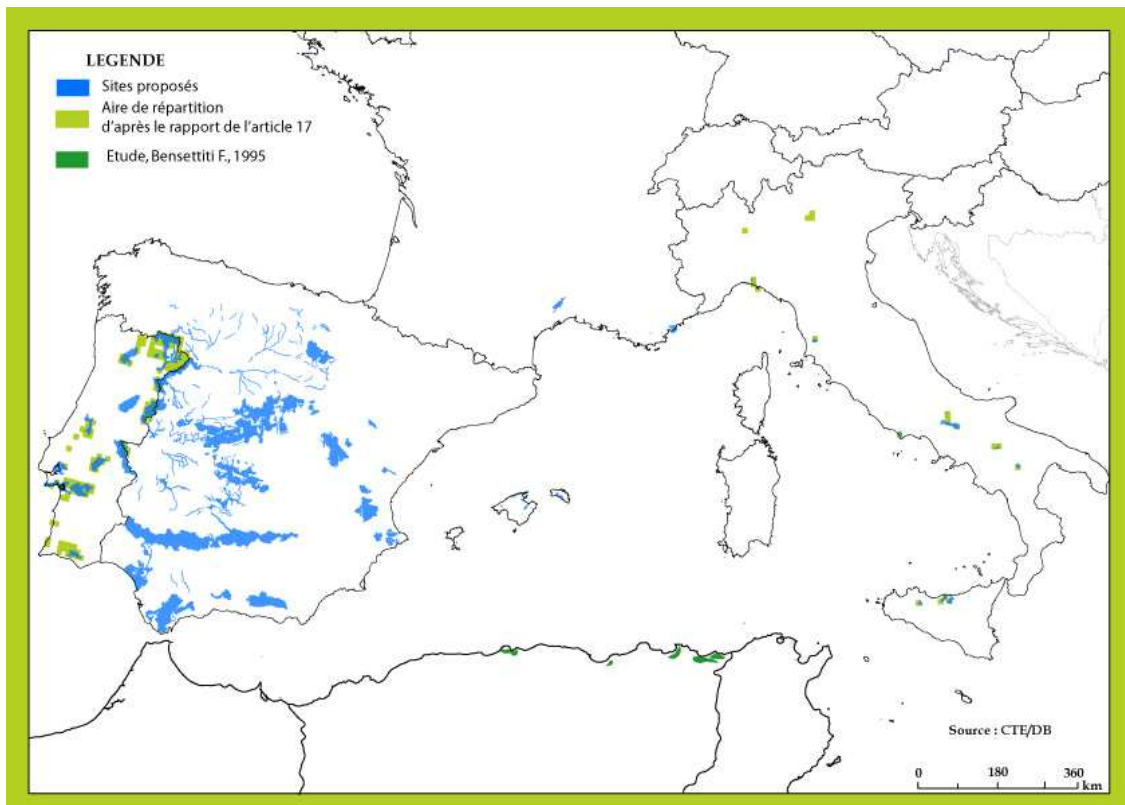 LEGENDE
Sites proposés
Aire de répartition
d'après le rapport de l'article 17
Etude, Bensettiti F., 1995
Source : CTE/DB
0 180 360
km